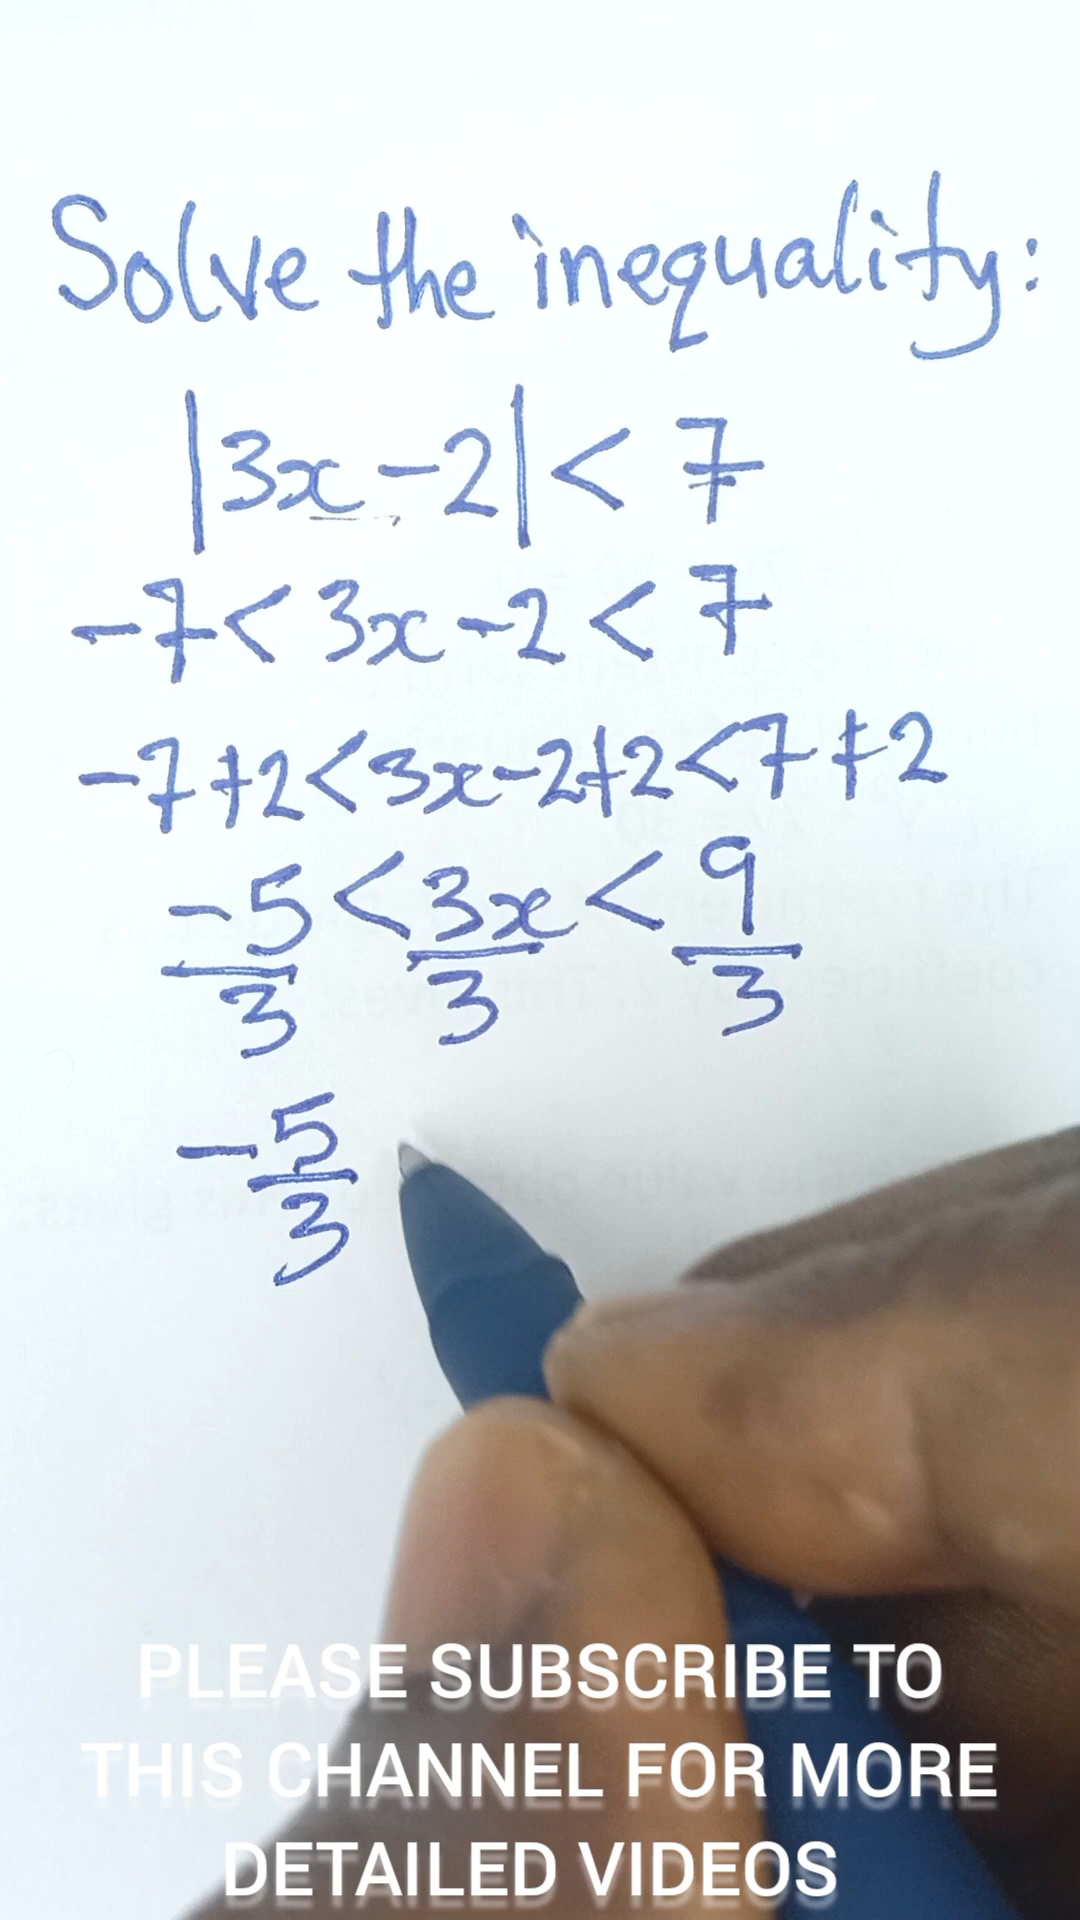 Solve the inequality:
|3x-2| < 7
-7 < 3x-2 < 7
-7+2<3x-2+2<7+2
-5/3 < 3x/3 < 9/3
-5/3
PLEASE SUBSCRIBE TO
THIS CHANNEL FOR MORE
DETAILED VIDEOS